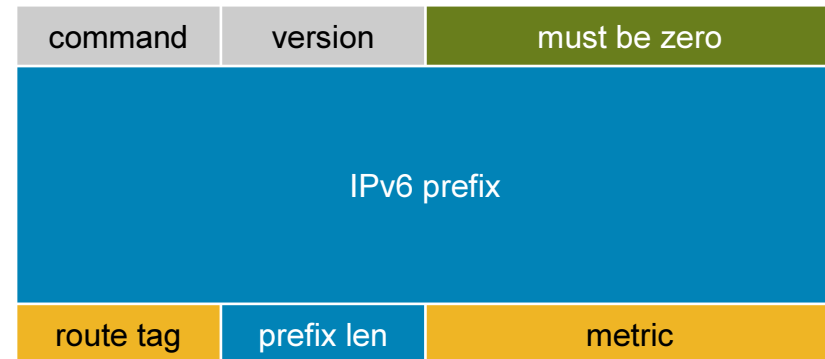 command version must be zero
IPv6 prefix
route tag prefix len metric